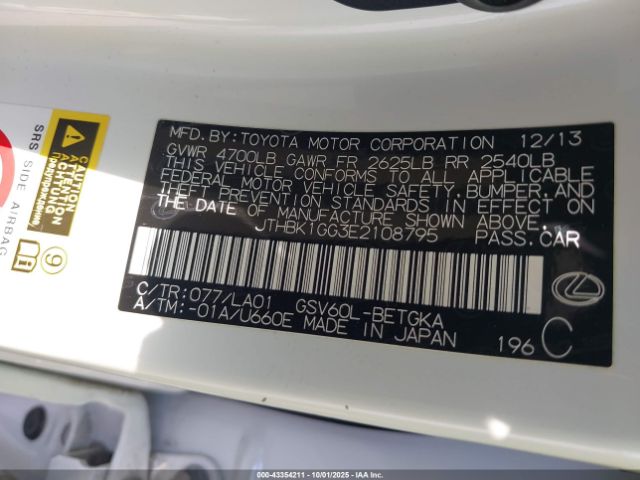 MFD. BY: TOYOTA MOTOR CORPORATION 12/13
GVWR 4700LB GAWR FR 2625LB RR 2540LB
THIS VEHICLE CONFORMS TO ALL APPLICABLE
FEDERAL MOTOR VEHICLE SAFETY, BUMPER, AND
THEFT PREVENTION STANDARDS IN EFFECT ON
THE DATE OF MANUFACTURE SHOWN ABOVE.
JTHBK1GG3E2108795 PASS.CAR
C/TR: 077/LA01 GSV60L-BETGKA
A/TM: -01A/U660E MADE IN JAPAN
196 C
SRS SIDE AIRBAG
ATTENTION
9
000-43354211 - 10/01/2025 - IAA Inc.